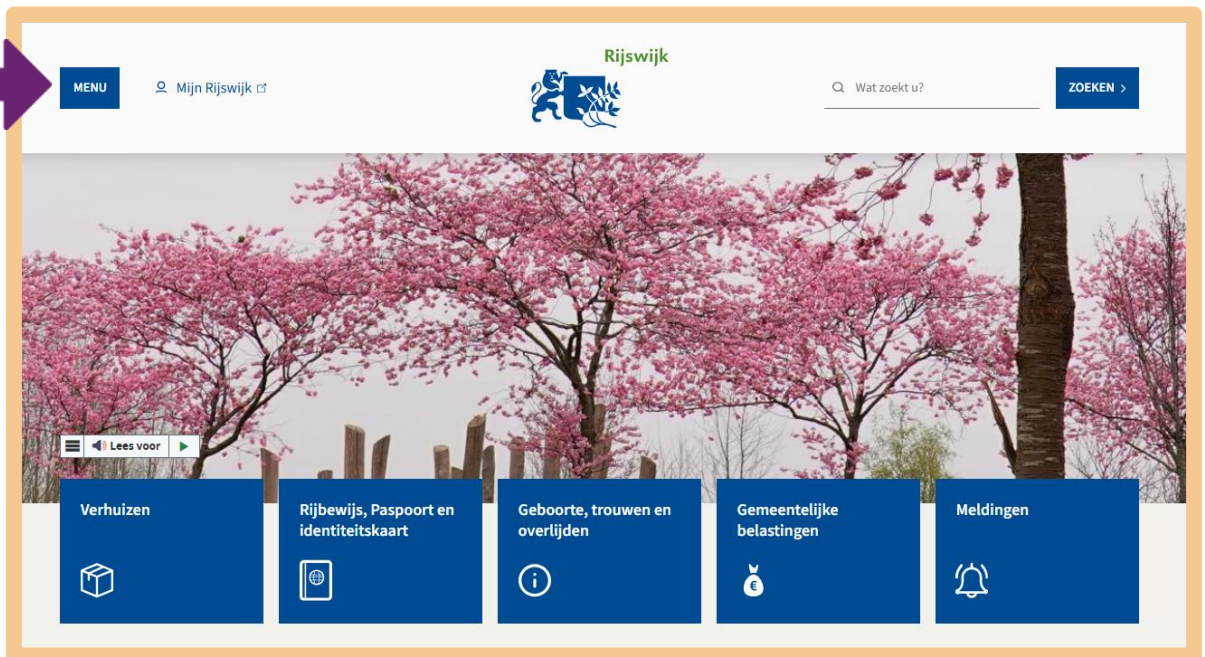 Rijswijk
MENU
Mijn Rijswijk
Wat zoekt u?
ZOEKEN >
Lees voor
Verhuizen
Rijbewijs, Paspoort en
identiteitskaart
Geboorte, trouwen en
overlijden
Gemeentelijke
belastingen
€
Meldingen